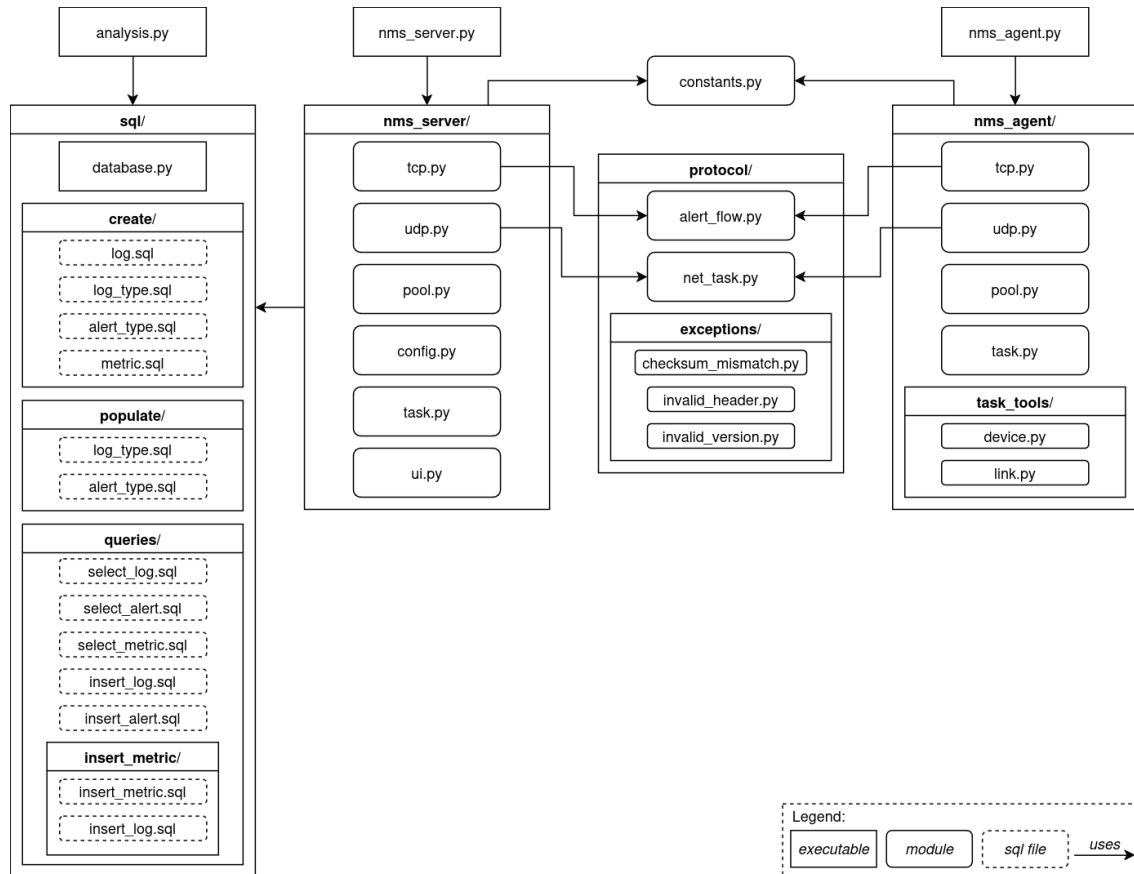 analysis.py
nms_server.py
nms_agent.py
constants.py
sql/
database.py
create/
log.sql
log_type.sql
alert_type.sql
metric.sql
populate/
log_type.sql
alert_type.sql
queries/
select_log.sql
select_alert.sql
select_metric.sql
insert_log.sql
insert_alert.sql
insert_metric/
insert_metric.sql
insert_log.sql
nms_server/
tcp.py
udp.py
pool.py
config.py
task.py
ui.py
protocol/
alert_flow.py
net_task.py
exceptions/
checksum_mismatch.py
invalid_header.py
invalid_version.py
nms_agent/
tcp.py
udp.py
pool.py
task.py
task_tools/
device.py
link.py
Legend:
executable
module
sql file
uses